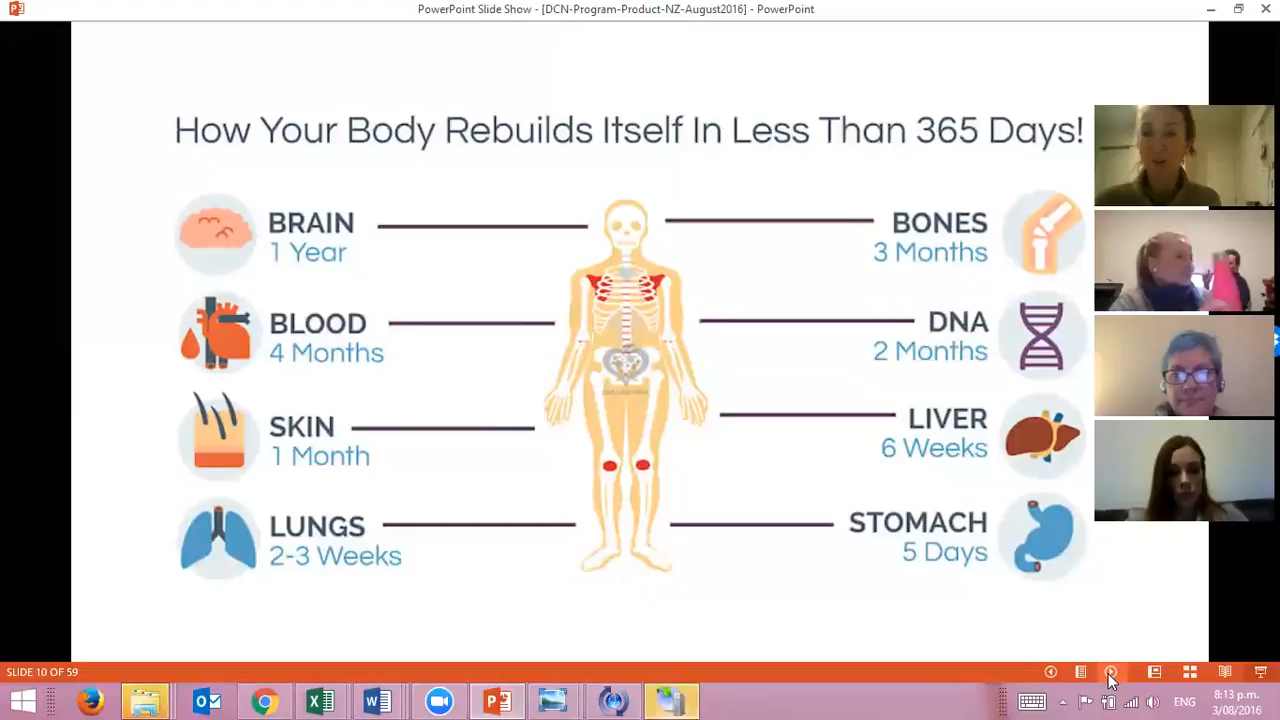 PowerPoint Slide Show - [DCN-Program-Product-NZ-August2016] - PowerPoint
How Your Body Rebuilds Itself In Less Than 365 Days!
BRAIN
1 Year
BLOOD
4 Months
SKIN
1 Month
LUNGS
2-3 Weeks
BONES
3 Months
DNA
2 Months
LIVER
6 Weeks
STOMACH
5 Days
SLIDE 10 OF 59
ENG
8:13 p.m.
3/08/2016